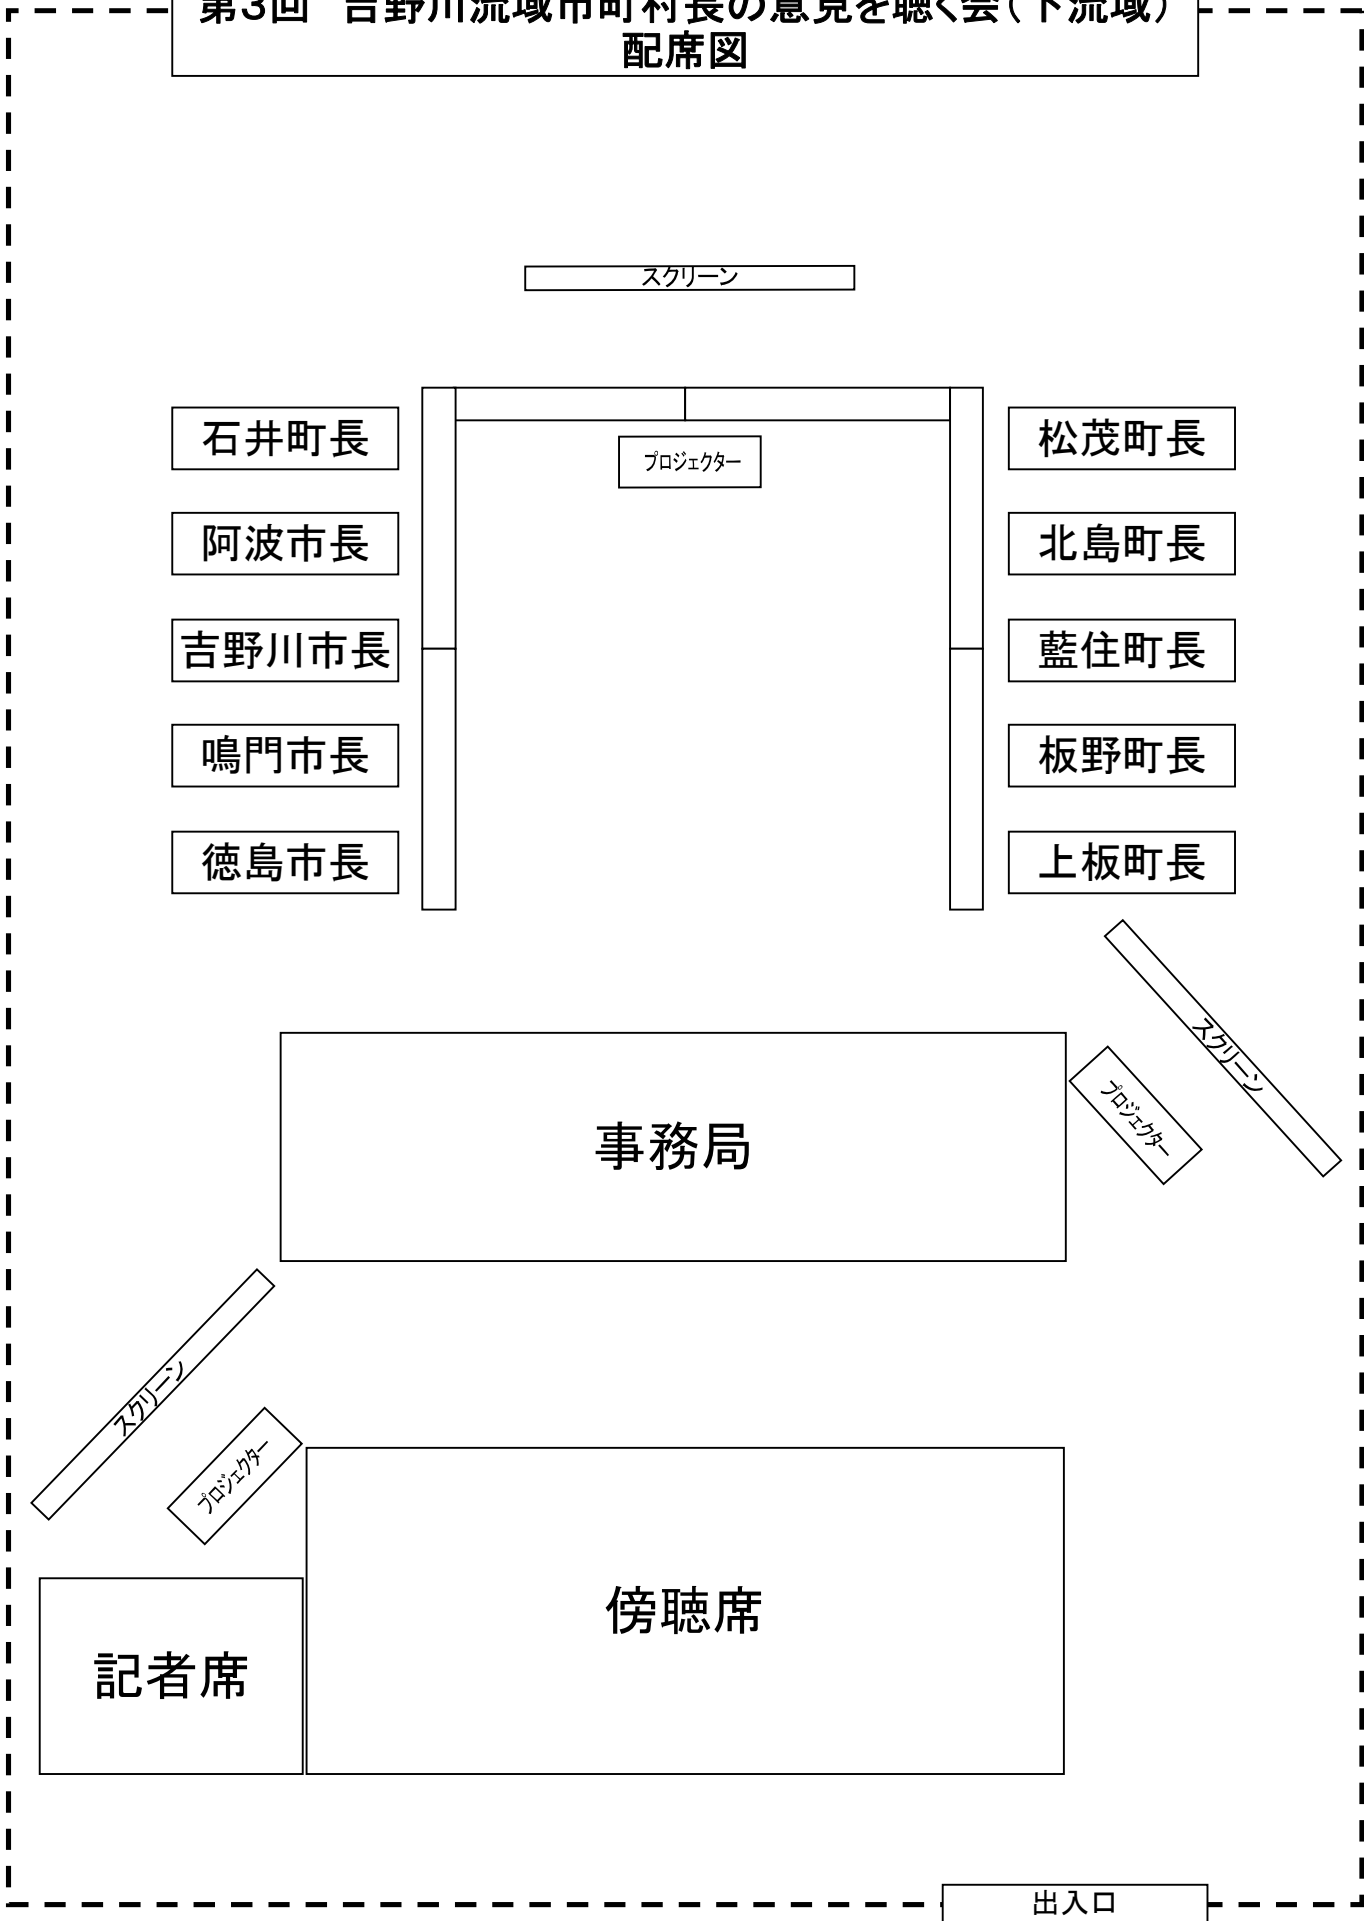 第3回　吉野川流域市町村長の意見を聴く会(下流域)
配席図
スクリーン
石井町長
松茂町長
プロジェクター
阿波市長
北島町長
吉野川市長
藍住町長
鳴門市長
板野町長
徳島市長
上板町長
スクリーン
プロジェクター
事務局
スクリーン
プロジェクター
傍聴席
記者席
出入口